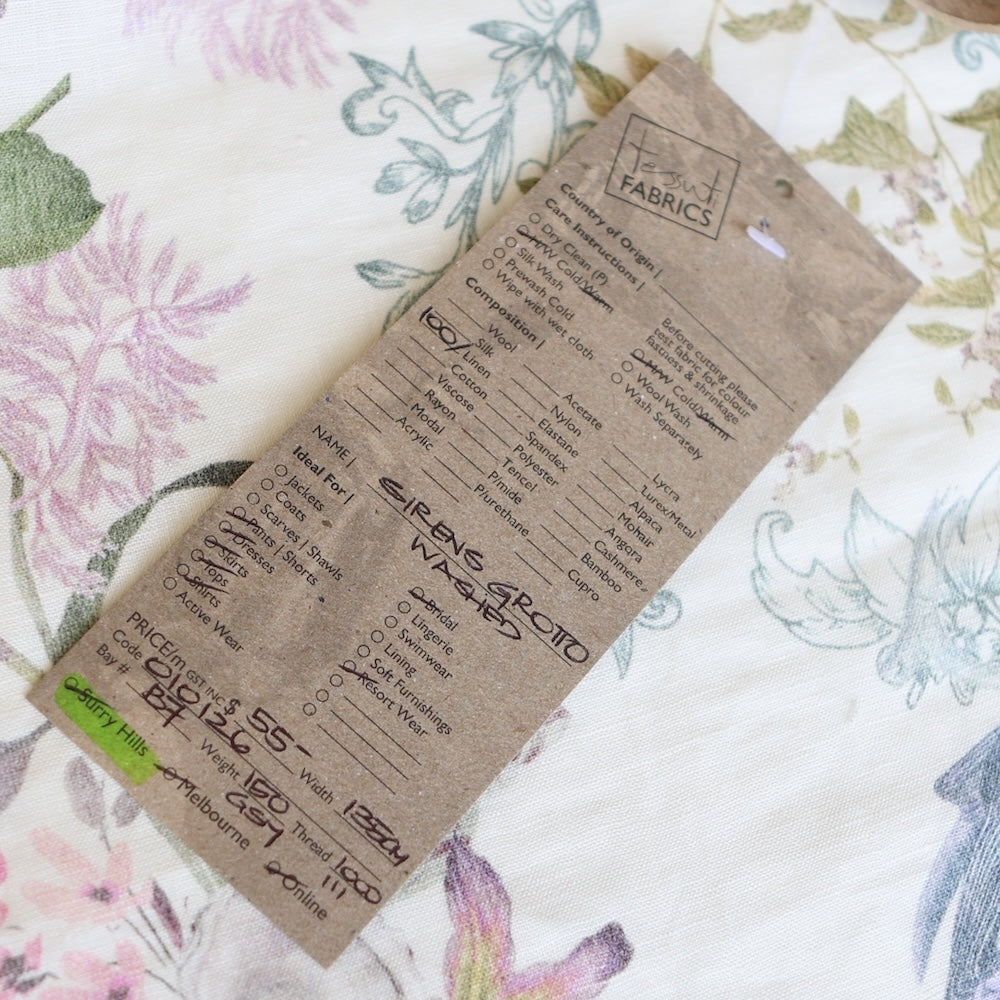 tessuti
FABRICS
Country of Origin |
Care Instructions |
Dry Clean (P)
H/W Cold/Warm
Silk Wash
Prewash Cold
Wipe with wet cloth
Before cutting please
test fabric for colour
fastness & shrinkage
M/W Cold/Warm
Wool Wash
Wash Separately
Composition |
Wool
Silk
100% Linen
Cotton
Viscose
Rayon
Modal
Acrylic
Acetate
Nylon
Elastane
Spandex
Polyester
Tencel
P/mide
P/urethane
Lycra
Lurex/Metal
Alpaca
Mohair
Angora
Cashmere
Bamboo
Cupro
NAME | SIRENS GROTTO
WASHED
Ideal For |
Jackets
Coats
Scarves | Shawls
Pants | Shorts
Dresses
Skirts
Tops
Shirts
Active Wear
Bridal
Lingerie
Swimwear
Lining
Soft Furnishings
Resort Wear
PRICE/m GST INC $ 55-
Code 010126 Width 135CM
Bay # B7 Weight 150 GSM Thread 1000
111
Surry Hills Melbourne Online